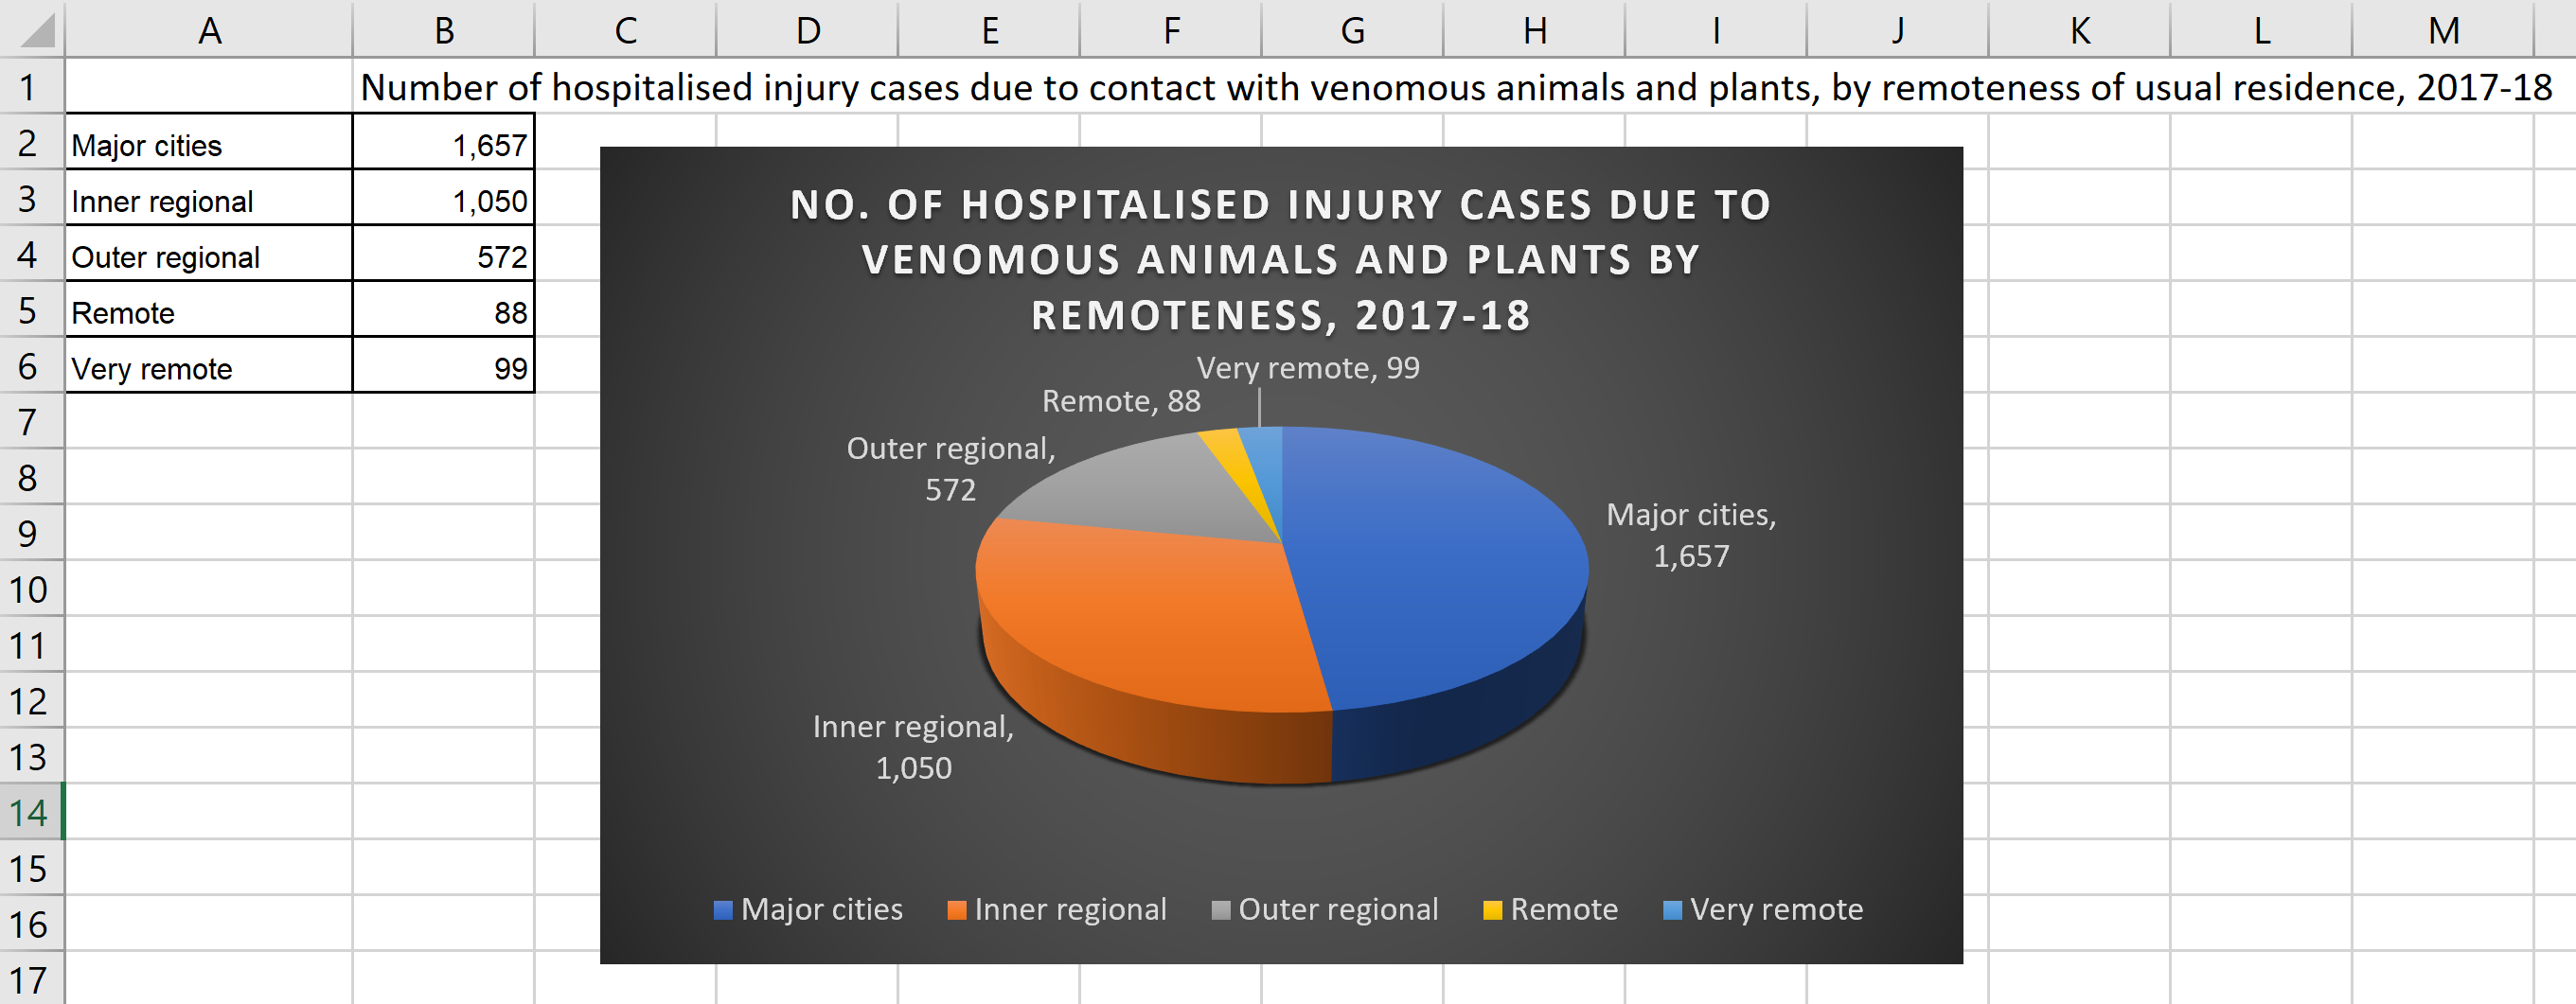 A B C D E F G H I J K L M
1 Number of hospitalised injury cases due to contact with venomous animals and plants, by remoteness of usual residence, 2017-18
2 Major cities 1,657
3 Inner regional 1,050
4 Outer regional 572
5 Remote 88
6 Very remote 99
7
8
9
10
11
12
13
14
15
16
17
NO. OF HOSPITALISED INJURY CASES DUE TO
VENOMOUS ANIMALS AND PLANTS BY
REMOTENESS, 2017-18
Very remote, 99
Remote, 88
Outer regional,
572
Major cities,
1,657
Inner regional,
1,050
Major cities Inner regional Outer regional Remote Very remote